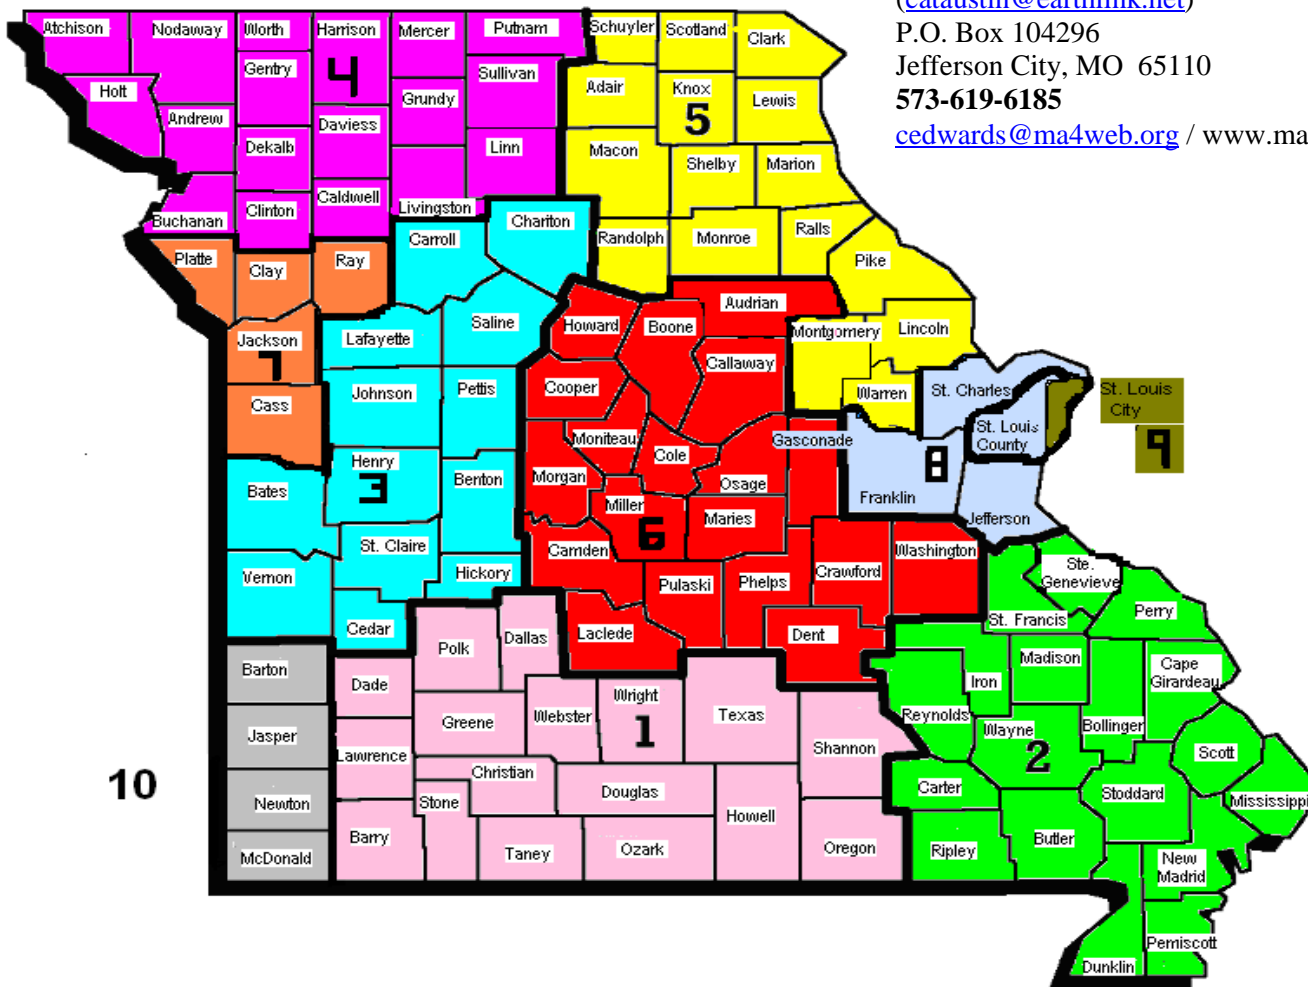 P.O. Box 104296
Jefferson City, MO 65110
573-619-6185
cedwards@ma4web.org / www.ma
Atchison
Nodaway
Worth
Harrison
Mercer
Putnam
Schuyler
Scotland
Clark
Gentry
4
Sullivan
Holt
Adair
Knox
Lewis
Grundy
5
Andrew
Daviess
Dekalb
Linn
Macon
Shelby
Marion
Caldwell
Buchanan
Clinton
Livingston
Chariton
Carroll
Randolph
Monroe
Ralls
Platte
Clay
Ray
Pike
Audrian
Saline
Howard
Boone
Montgomery
Lincoln
Jackson
7
Lafayette
Callaway
Cooper
Pettis
Johnson
Warren
St. Charles
St. Louis
City
Cass
St. Louis
County
9
Moniteau
Gasconade
Cole
Henry
8
Morgan
Benton
Osage
Bates
3
Franklin
Miller
Maries
Jefferson
6
St. Claire
Camden
Washington
Vernon
Hickory
Pulaski
Phelps
Crawford
Ste.
Genevieve
Perry
Cedar
Laclede
Dent
St. Francis
Polk
Dallas
Madison
Barton
Dade
Iron
Cape
Girardeau
Wright
Greene
Webster
Texas
Reynolds
Wayne
Bollinger
Jasper
1
Lawrence
Shannon
2
Scott
Christian
10
Douglas
Carter
Stoddard
Newton
Stone
Howell
Mississippi
Barry
Butler
McDonald
Taney
Ozark
Oregon
Ripley
New
Madrid
Pemiscott
Dunklin